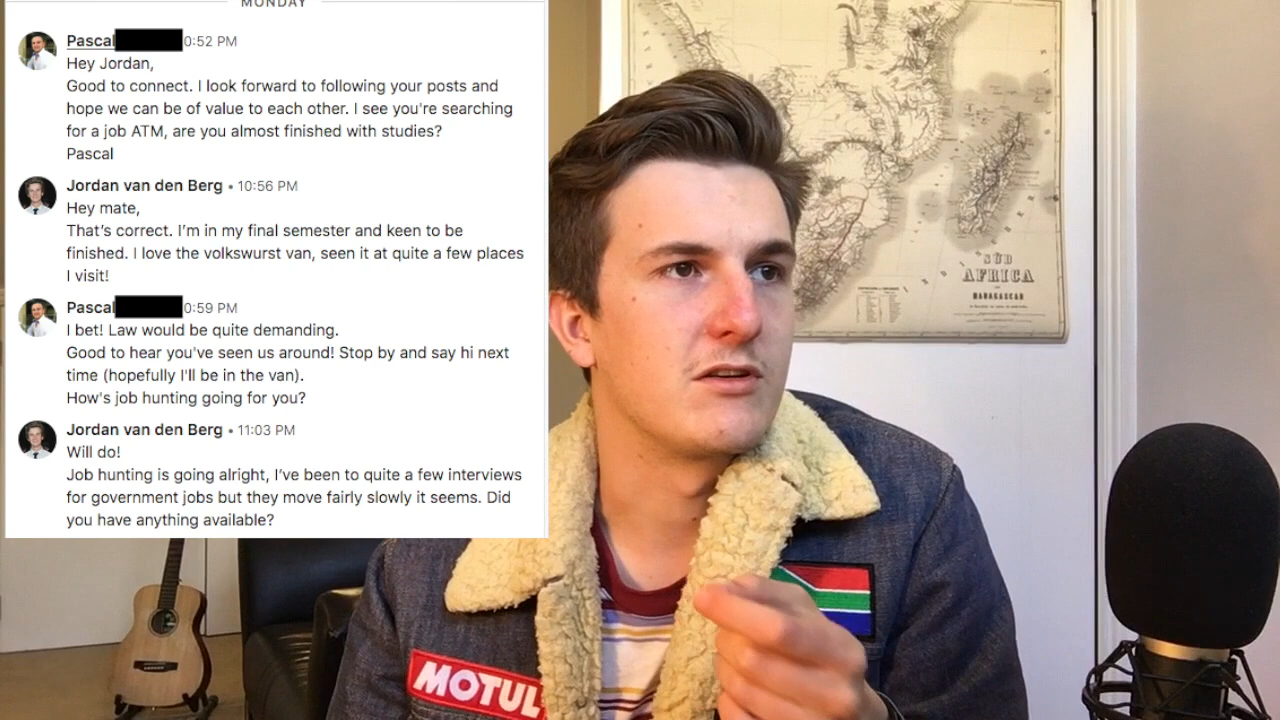 MONDAY
Pascal 0:52 PM
Hey Jordan,
Good to connect. I look forward to following your posts and
hope we can be of value to each other. I see you're searching
for a job ATM, are you almost finished with studies?
Pascal
Jordan van den Berg • 10:56 PM
Hey mate,
That's correct. I'm in my final semester and keen to be
finished. I love the volkswurst van, seen it at quite a few places
I visit!
Pascal 0:59 PM
I bet! Law would be quite demanding.
Good to hear you've seen us around! Stop by and say hi next
time (hopefully I'll be in the van).
How's job hunting going for you?
Jordan van den Berg • 11:03 PM
Will do!
Job hunting is going alright, I've been to quite a few interviews
for government jobs but they move fairly slowly it seems. Did
you have anything available?
SÜD
AFRICA
MADAGASCAR
MOTUL